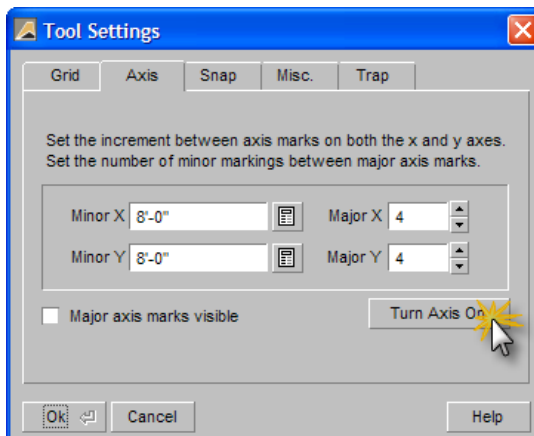 Tool Settings
Grid Axis Snap Misc. Trap
Set the increment between axis marks on both the x and y axes.
Set the number of minor markings between major axis marks.
Minor X 8'-0" Major X 4
Minor Y 8'-0" Major Y 4
Major axis marks visible
Turn Axis On
Ok Cancel Help